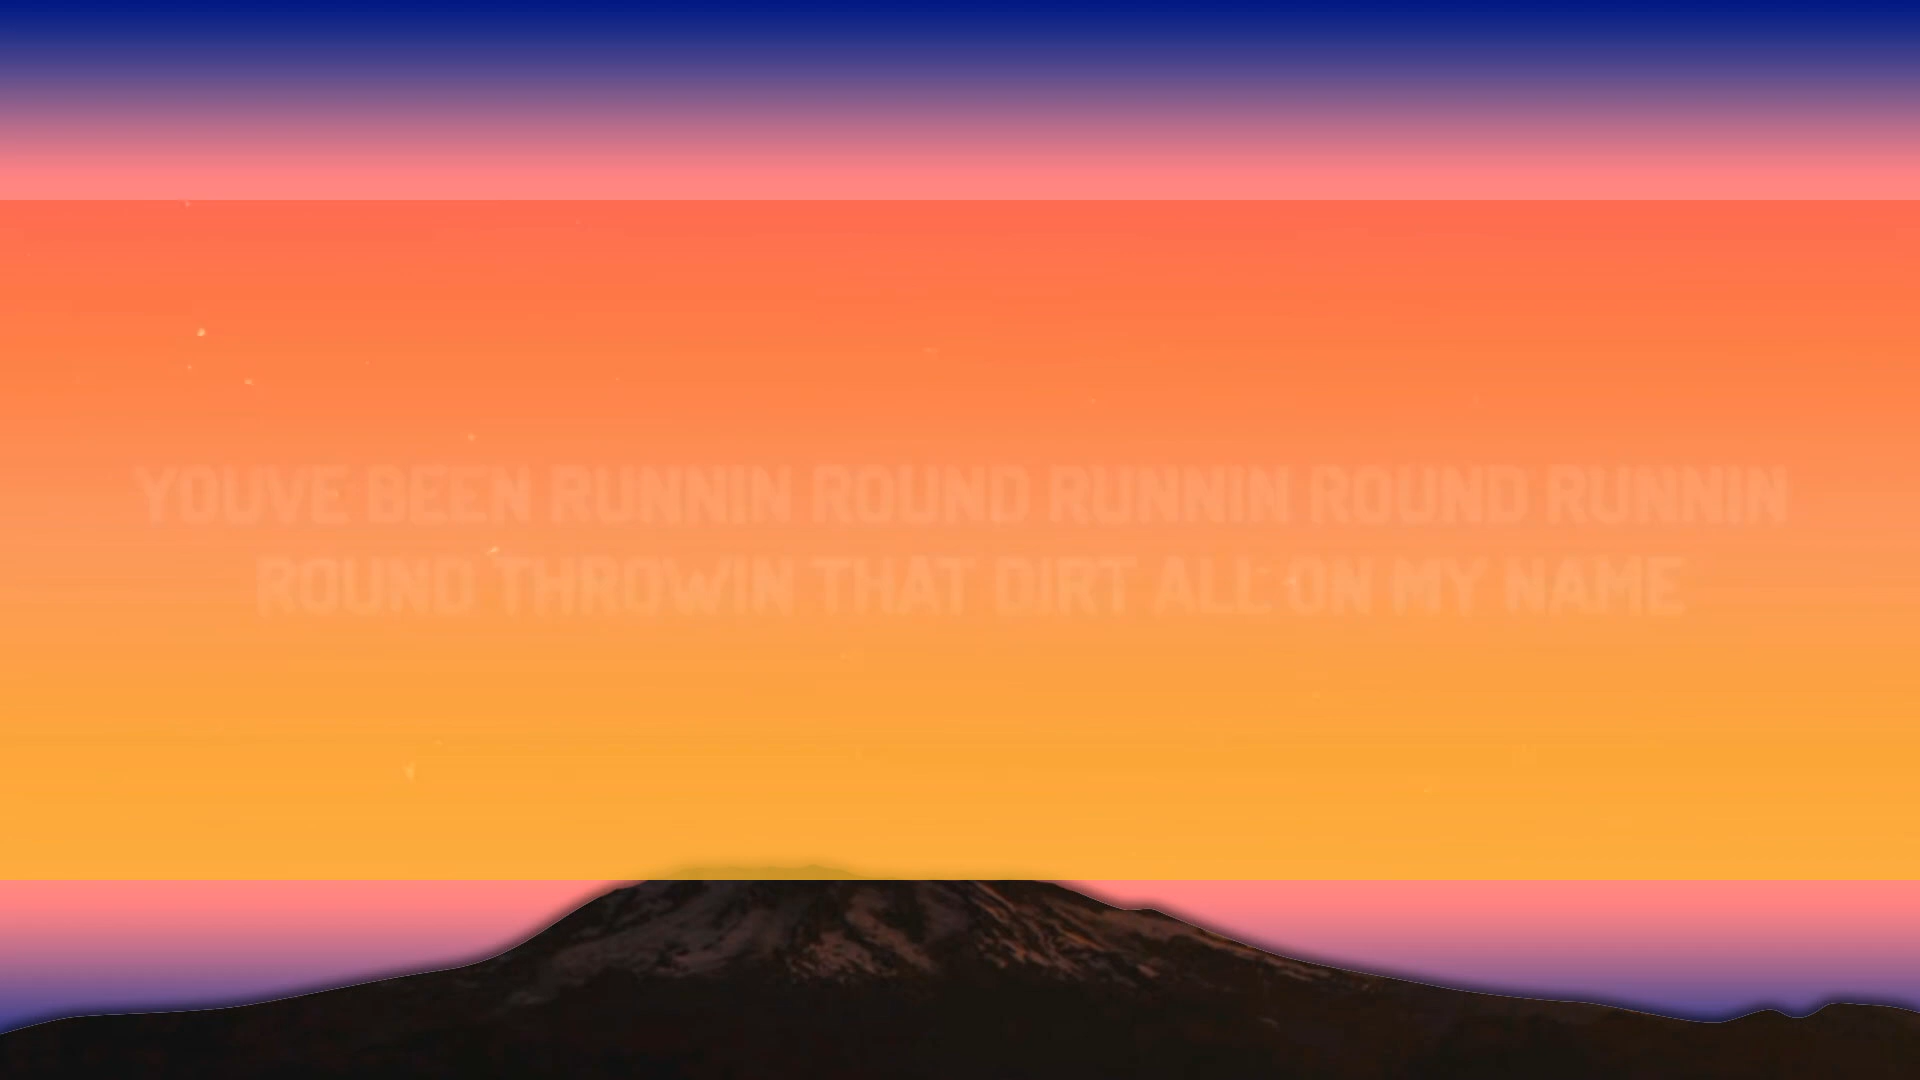 YOUVE BEEN RUNNIN ROUND RUNNIN ROUND RUNNIN
ROUND THROWIN THAT DIRT ALL ON MY NAME